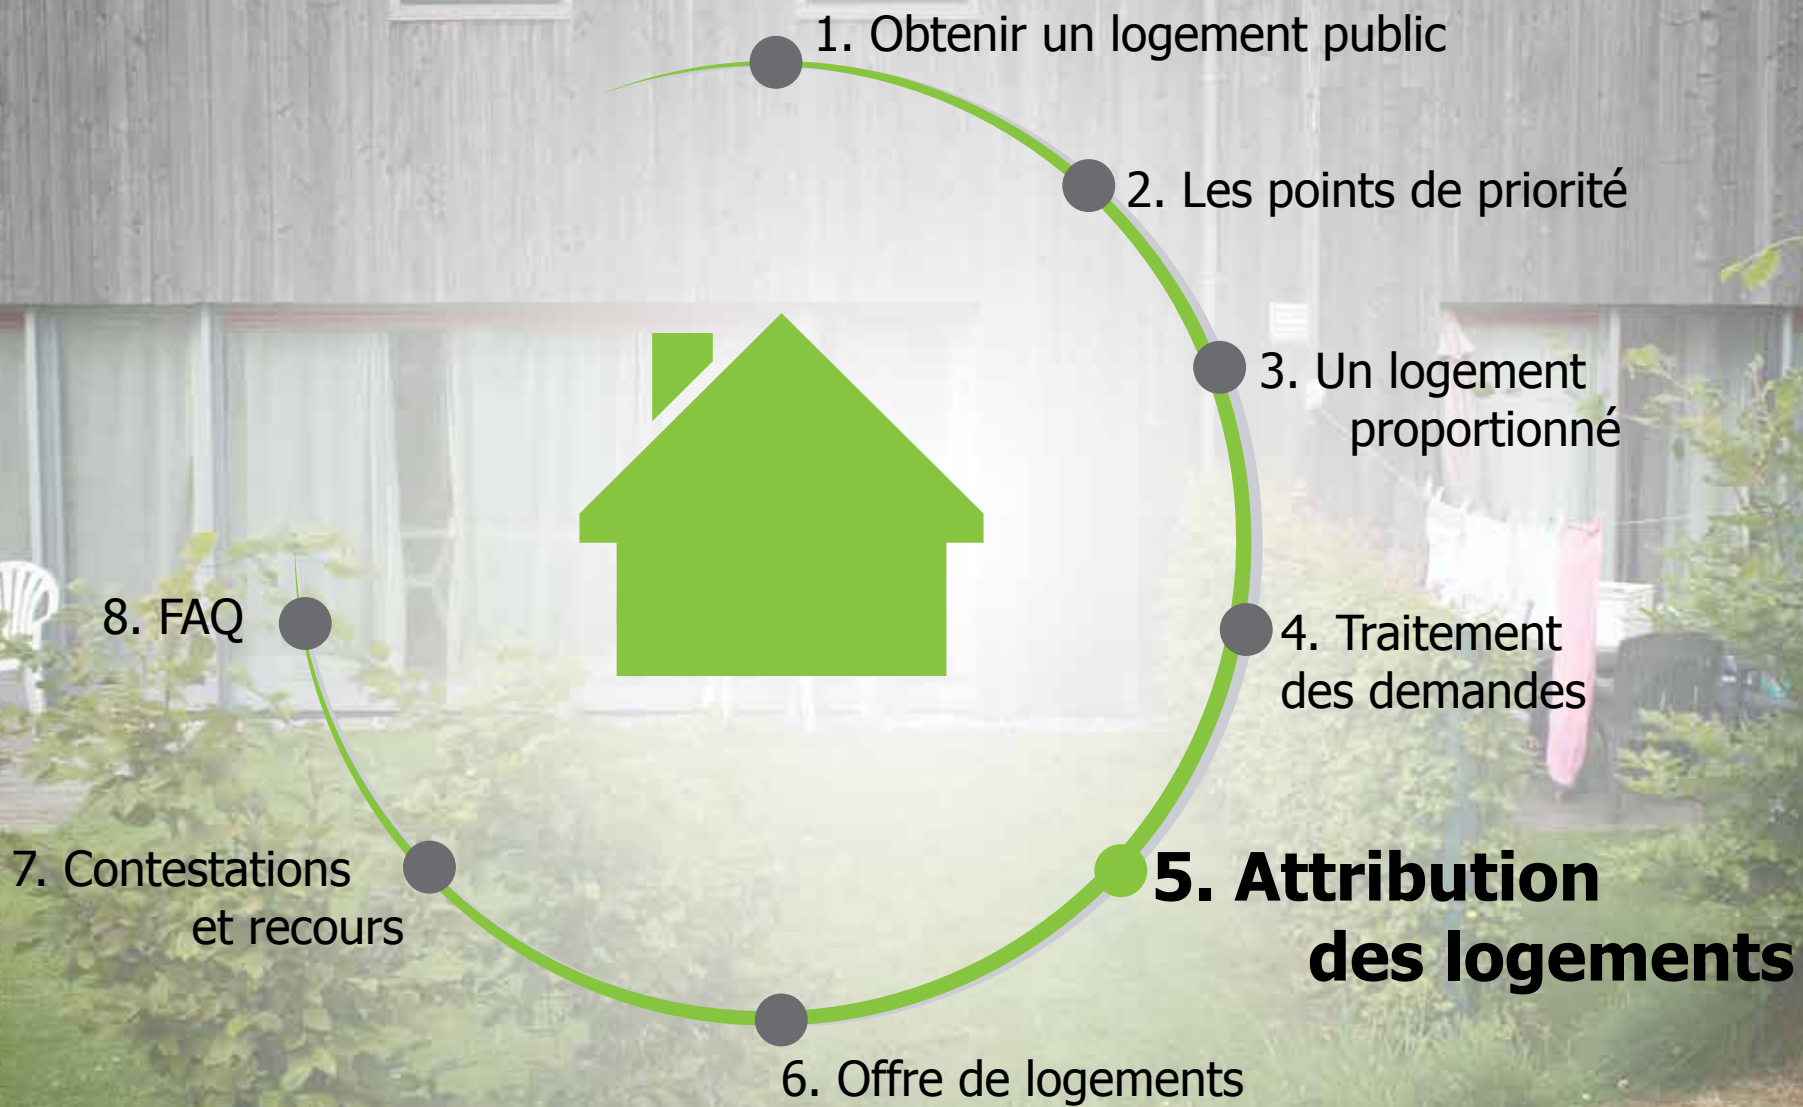 1. Obtenir un logement public
2. Les points de priorité
3. Un logement
proportionné
4. Traitement
des demandes
5. Attribution
des logements
6. Offre de logements
7. Contestations
et recours
8. FAQ